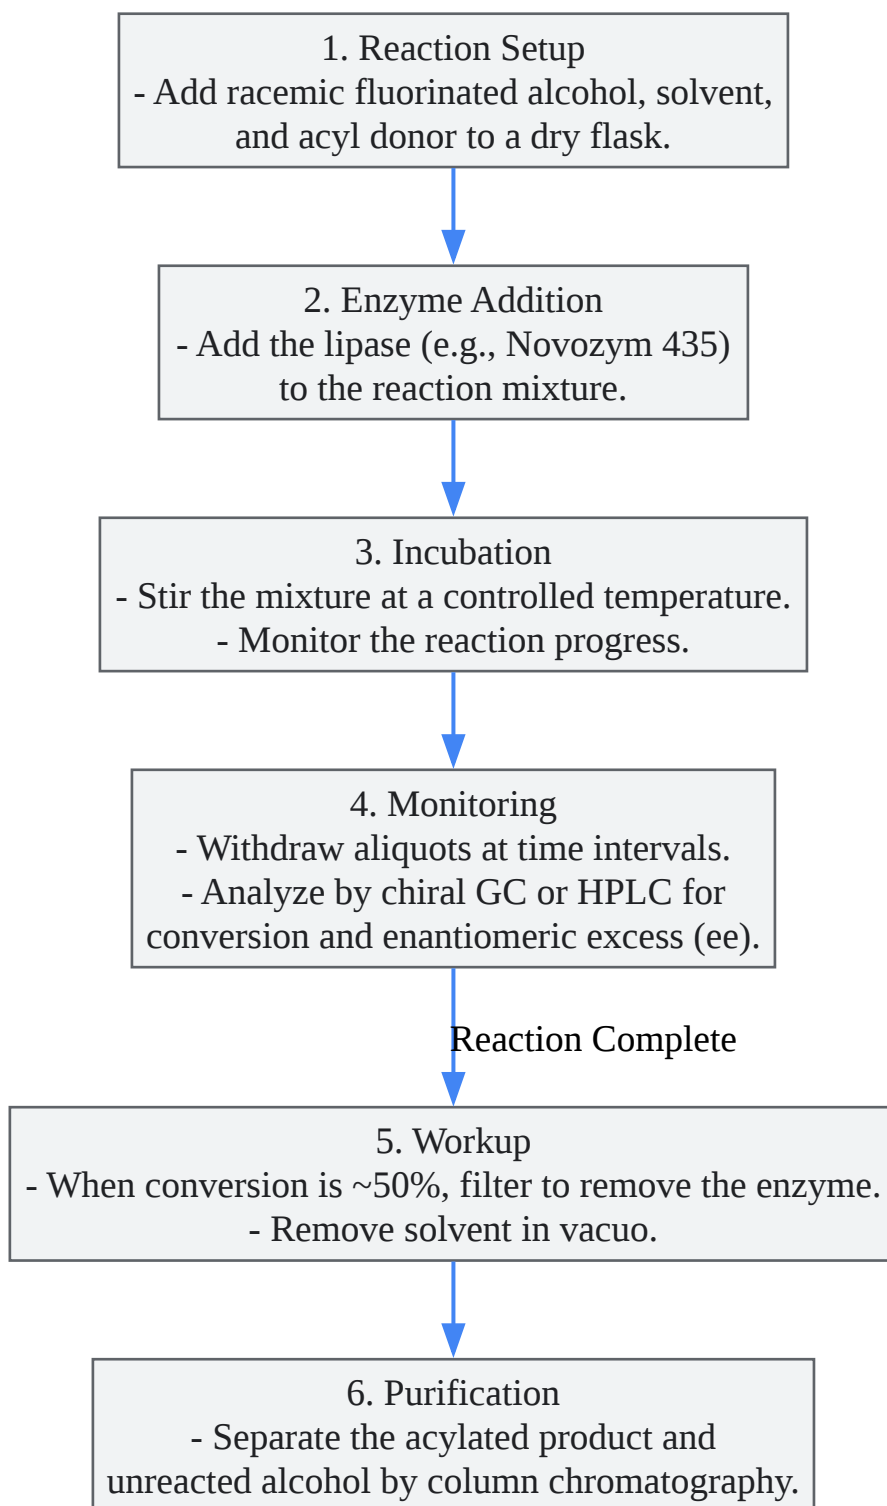 1. Reaction Setup
- Add racemic fluorinated alcohol, solvent,
and acyl donor to a dry flask.
2. Enzyme Addition
- Add the lipase (e.g., Novozym 435)
to the reaction mixture.
3. Incubation
- Stir the mixture at a controlled temperature.
- Monitor the reaction progress.
4. Monitoring
- Withdraw aliquots at time intervals.
- Analyze by chiral GC or HPLC for
conversion and enantiomeric excess (ee).
Reaction Complete
5. Workup
- When conversion is ~50%, filter to remove the enzyme.
- Remove solvent in vacuo.
6. Purification
- Separate the acylated product and
unreacted alcohol by column chromatography.